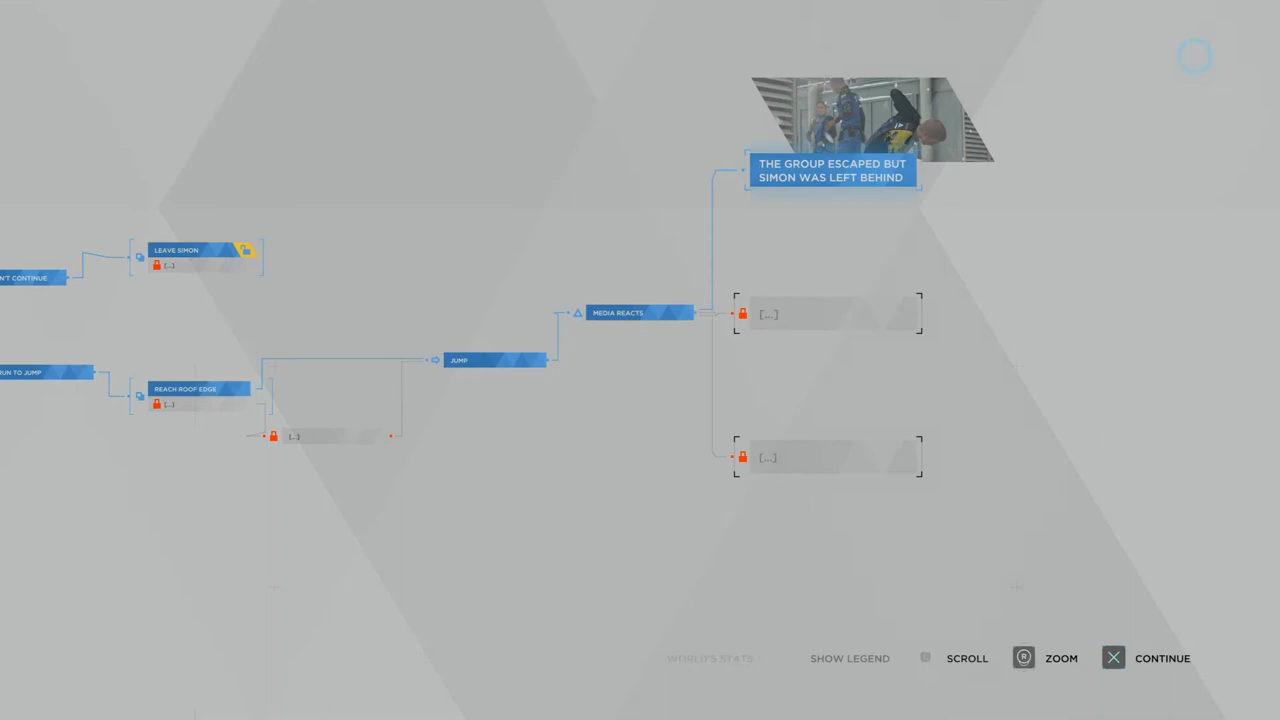 THE GROUP ESCAPED BUT
SIMON WAS LEFT BEHIND
LEAVE SIMON
[...]
N'T CONTINUE
MEDIA REACTS
[...]
JUMP
RUN TO JUMP
REACH ROOF EDGE
[...]
[...]
[...]
WORLD'S STATS
SHOW LEGEND
L
SCROLL
R
ZOOM
CONTINUE